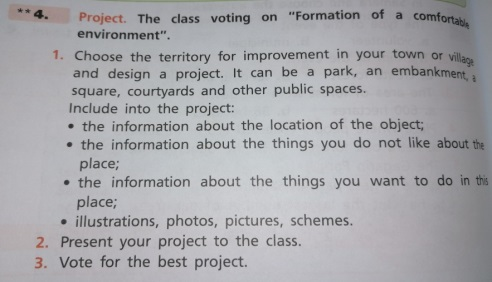 **4. Project. The class voting on "Formation of a comfortable
environment".
1. Choose the territory for improvement in your town or village
and design a project. It can be a park, an embankment, a
square, courtyards and other public spaces.
Include into the project:
• the information about the location of the object;
• the information about the things you do not like about the
place;
• the information about the things you want to do in this
place;
• illustrations, photos, pictures, schemes.
2. Present your project to the class.
3. Vote for the best project.